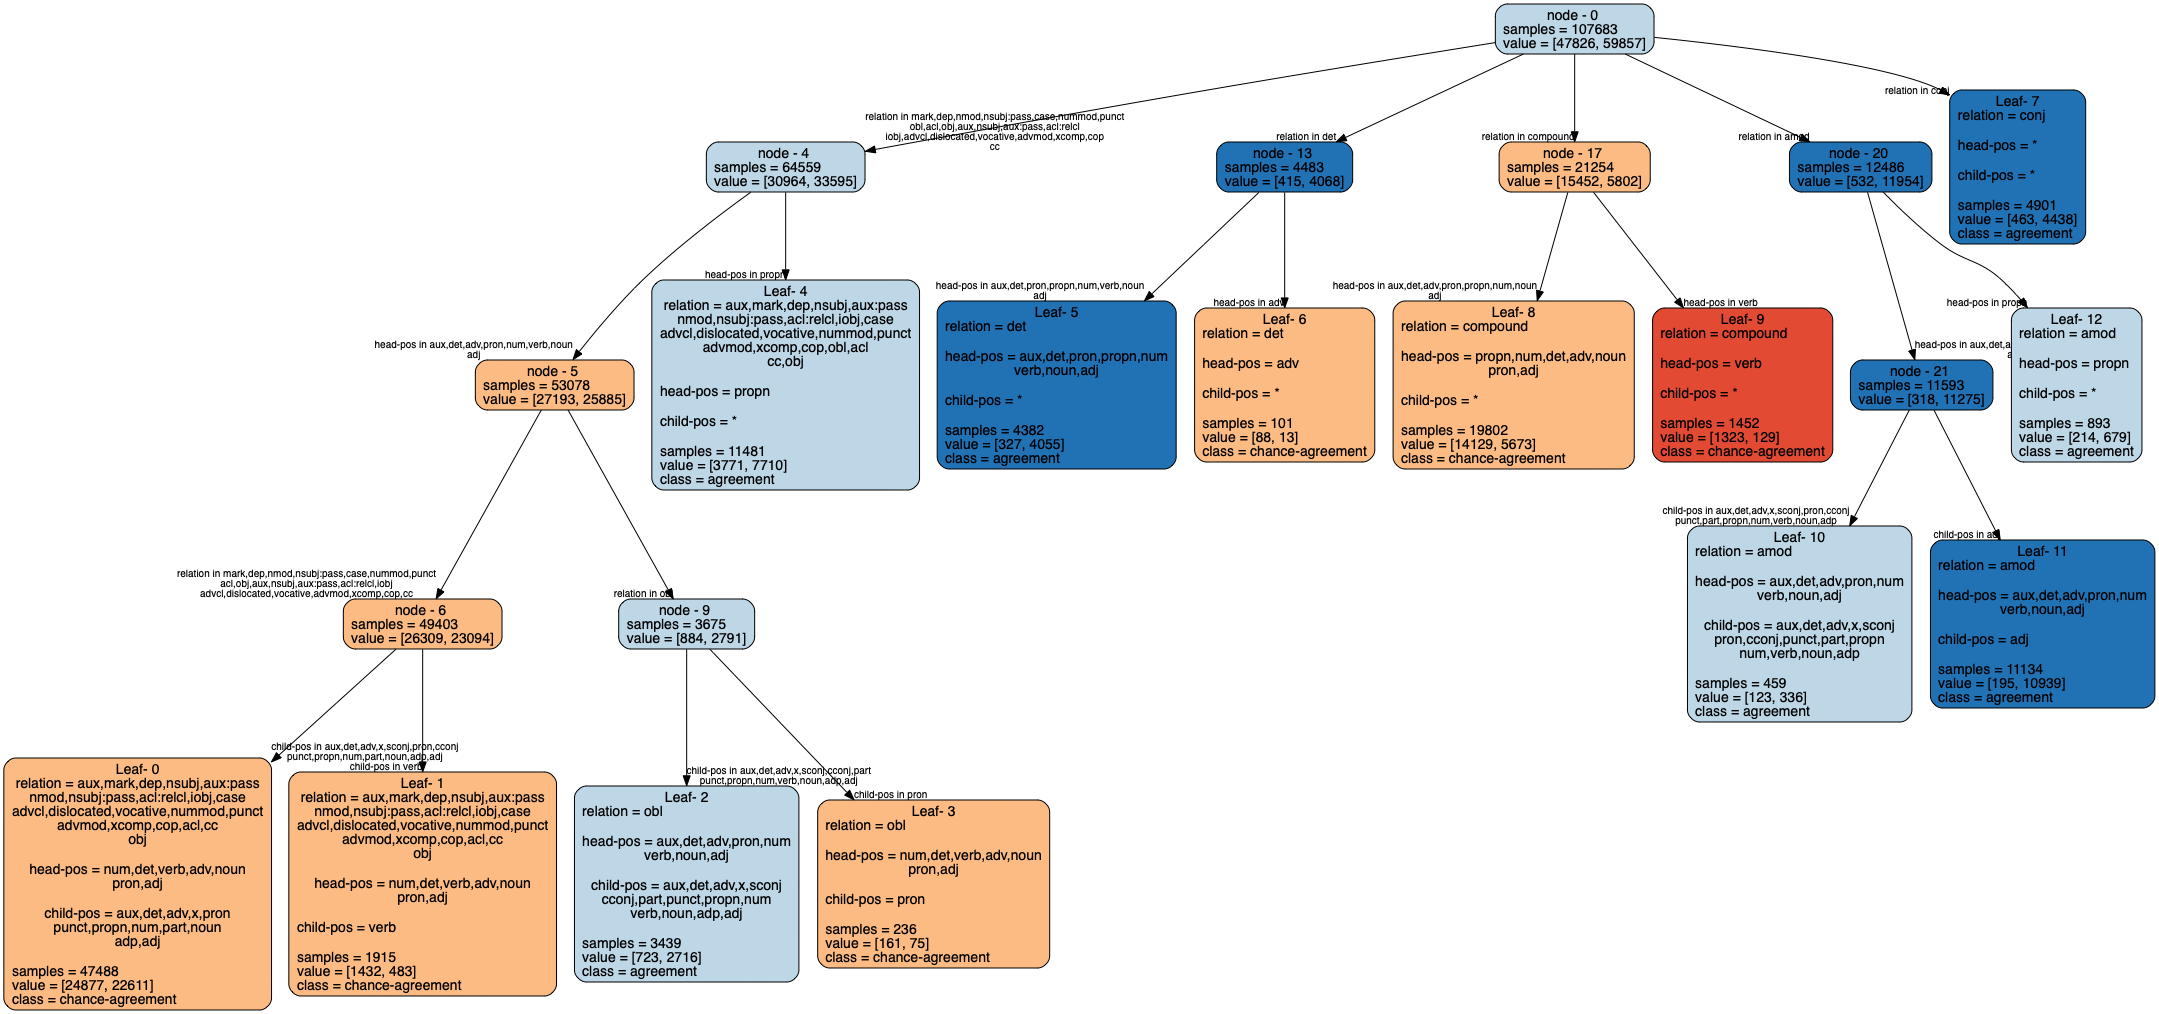 node - 0
samples = 107683
value = [47826, 59857]
relation in mark,dep,nmod,nsubj:pass,case,nummod,punct
obl,acl,obj,aux,nsubj,aux:pass,acl:relcl
iobj,advcl,dislocated,vocative,advmod,xcomp,cop
cc
node - 4
samples = 64559
value = [30964, 33595]
relation in det
node - 13
samples = 4483
value = [415, 4068]
relation in compound
node - 17
samples = 21254
value = [15452, 5802]
relation in amod
node - 20
samples = 12486
value = [532, 11954]
relation in conj
Leaf- 7
relation = conj
head-pos = *
child-pos = *
samples = 4901
value = [463, 4438]
class = agreement
head-pos in aux,det,adv,pron,num,verb,noun
adj
node - 5
samples = 53078
value = [27193, 25885]
head-pos in propn
Leaf- 4
relation = aux,mark,dep,nsubj,aux:pass
nmod,nsubj:pass,acl:relcl,iobj,case
advcl,dislocated,vocative,nummod,punct
advmod,xcomp,cop,obl,acl
cc,obj
head-pos = propn
child-pos = *
samples = 11481
value = [3771, 7710]
class = agreement
head-pos in aux,det,pron,propn,num,verb,noun
adj
Leaf- 5
relation = det
head-pos = aux,det,pron,propn,num
verb,noun,adj
child-pos = *
samples = 4382
value = [327, 4055]
class = agreement
head-pos in adv
Leaf- 6
relation = det
head-pos = adv
child-pos = *
samples = 101
value = [88, 13]
class = chance-agreement
head-pos in aux,det,adv,pron,propn,num,noun
adj
Leaf- 8
relation = compound
head-pos = propn,num,det,adv,noun
pron,adj
child-pos = *
samples = 19802
value = [14129, 5673]
class = chance-agreement
head-pos in verb
Leaf- 9
relation = compound
head-pos = verb
child-pos = *
samples = 1452
value = [1323, 129]
class = chance-agreement
head-pos in aux,det,a
node - 21
samples = 11593
value = [318, 11275]
head-pos in propn
Leaf- 12
relation = amod
head-pos = propn
child-pos = *
samples = 893
value = [214, 679]
class = agreement
relation in mark,dep,nmod,nsubj:pass,case,nummod,punct
acl,obj,aux,nsubj,aux:pass,acl:relcl,iobj
advcl,dislocated,vocative,advmod,xcomp,cop,cc
node - 6
samples = 49403
value = [26309, 23094]
relation in obl
node - 9
samples = 3675
value = [884, 2791]
child-pos in aux,det,adv,x,sconj,pron,cconj
punct,part,propn,num,verb,noun,adp
Leaf- 10
relation = amod
head-pos = aux,det,adv,pron,num
verb,noun,adj
child-pos = aux,det,adv,x,sconj
pron,cconj,punct,part,propn
num,verb,noun,adp
samples = 459
value = [123, 336]
class = agreement
child-pos in adj
Leaf- 11
relation = amod
head-pos = aux,det,adv,pron,num
verb,noun,adj
child-pos = adj
samples = 11134
value = [195, 10939]
class = agreement
child-pos in aux,det,adv,x,sconj,pron,cconj
punct,propn,num,part,noun,adp,adj
Leaf- 0
relation = aux,mark,dep,nsubj,aux:pass
nmod,nsubj:pass,acl:relcl,iobj,case
advcl,dislocated,vocative,nummod,punct
advmod,xcomp,cop,acl,cc
obj
head-pos = num,det,verb,adv,noun
pron,adj
child-pos = aux,det,adv,x,pron
punct,propn,num,part,noun
adp,adj
samples = 47488
value = [24877, 22611]
class = chance-agreement
child-pos in verb
Leaf- 1
relation = aux,mark,dep,nsubj,aux:pass
nmod,nsubj:pass,acl:relcl,iobj,case
advcl,dislocated,vocative,nummod,punct
advmod,xcomp,cop,acl,cc
obj
head-pos = num,det,verb,adv,noun
pron,adj
child-pos = verb
samples = 1915
value = [1432, 483]
class = chance-agreement
child-pos in aux,det,adv,x,sconj,cconj,part
punct,propn,num,verb,noun,adp,adj
Leaf- 2
relation = obl
head-pos = aux,det,adv,pron,num
verb,noun,adj
child-pos = aux,det,adv,x,sconj
cconj,part,punct,propn,num
verb,noun,adp,adj
samples = 3439
value = [723, 2716]
class = agreement
child-pos in pron
Leaf- 3
relation = obl
head-pos = num,det,verb,adv,noun
pron,adj
child-pos = pron
samples = 236
value = [161, 75]
class = chance-agreement